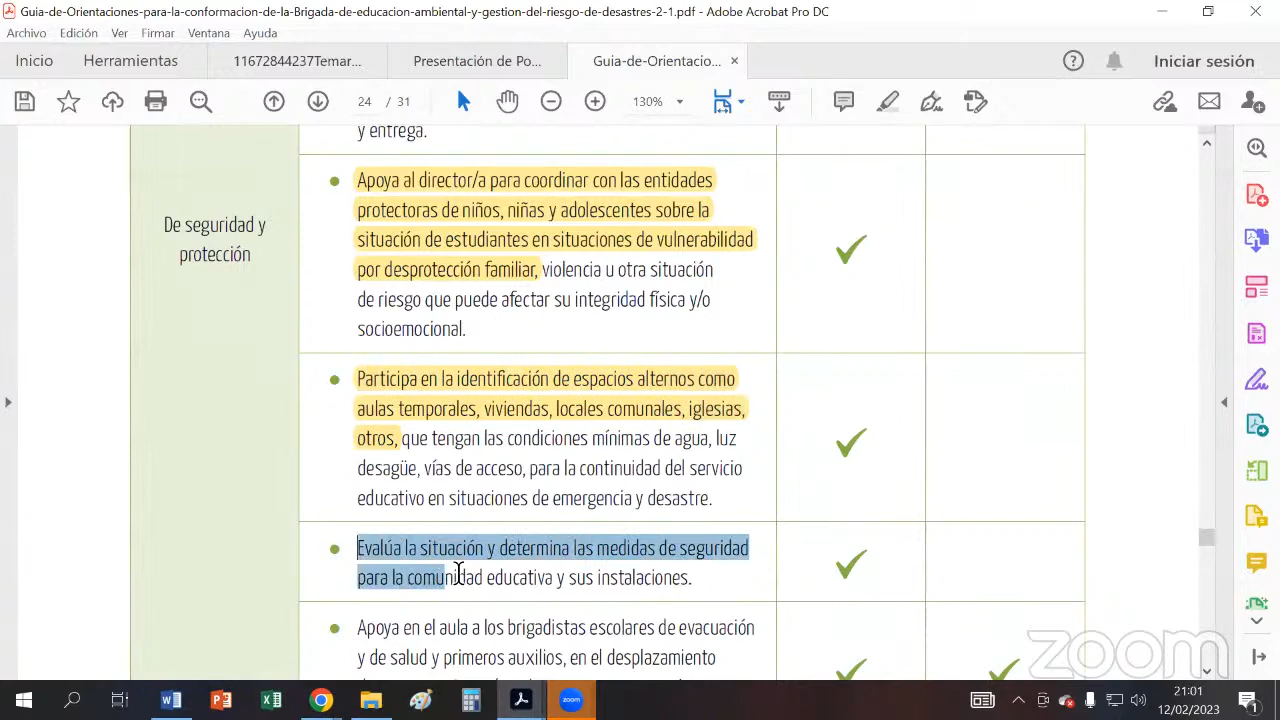 Guia-de-Orientaciones-para-la-conformacion-de-la-Brigada-de-educacion-ambiental-y-gestion-del-riesgo-de-desastres-2-1.pdf - Adobe Acrobat Pro DC
Archivo Edición Ver Firmar Ventana Ayuda
Inicio Herramientas 11672844237Temar... Presentación de Po... Guia-de-Orientacio... × Iniciar sesión
24 / 31 130%
y entrega.
De seguridad y
protección
Apoya al director/a para coordinar con las entidades
protectoras de niños, niñas y adolescentes sobre la
situación de estudiantes en situaciones de vulnerabilidad
por desprotección familiar, violencia u otra situación
de riesgo que puede afectar su integridad física y/o
socioemocional.
Participa en la identificación de espacios alternos como
aulas temporales, viviendas, locales comunales, iglesias,
otros, que tengan las condiciones mínimas de agua, luz
desagüe, vías de acceso, para la continuidad del servicio
educativo en situaciones de emergencia y desastre.
Evalúa la situación y determina las medidas de seguridad
para la comunidad educativa y sus instalaciones.
Apoya en el aula a los brigadistas escolares de evacuación
y de salud y primeros auxilios, en el desplazamiento
zoom
zoom
21:01
12/02/2023
1